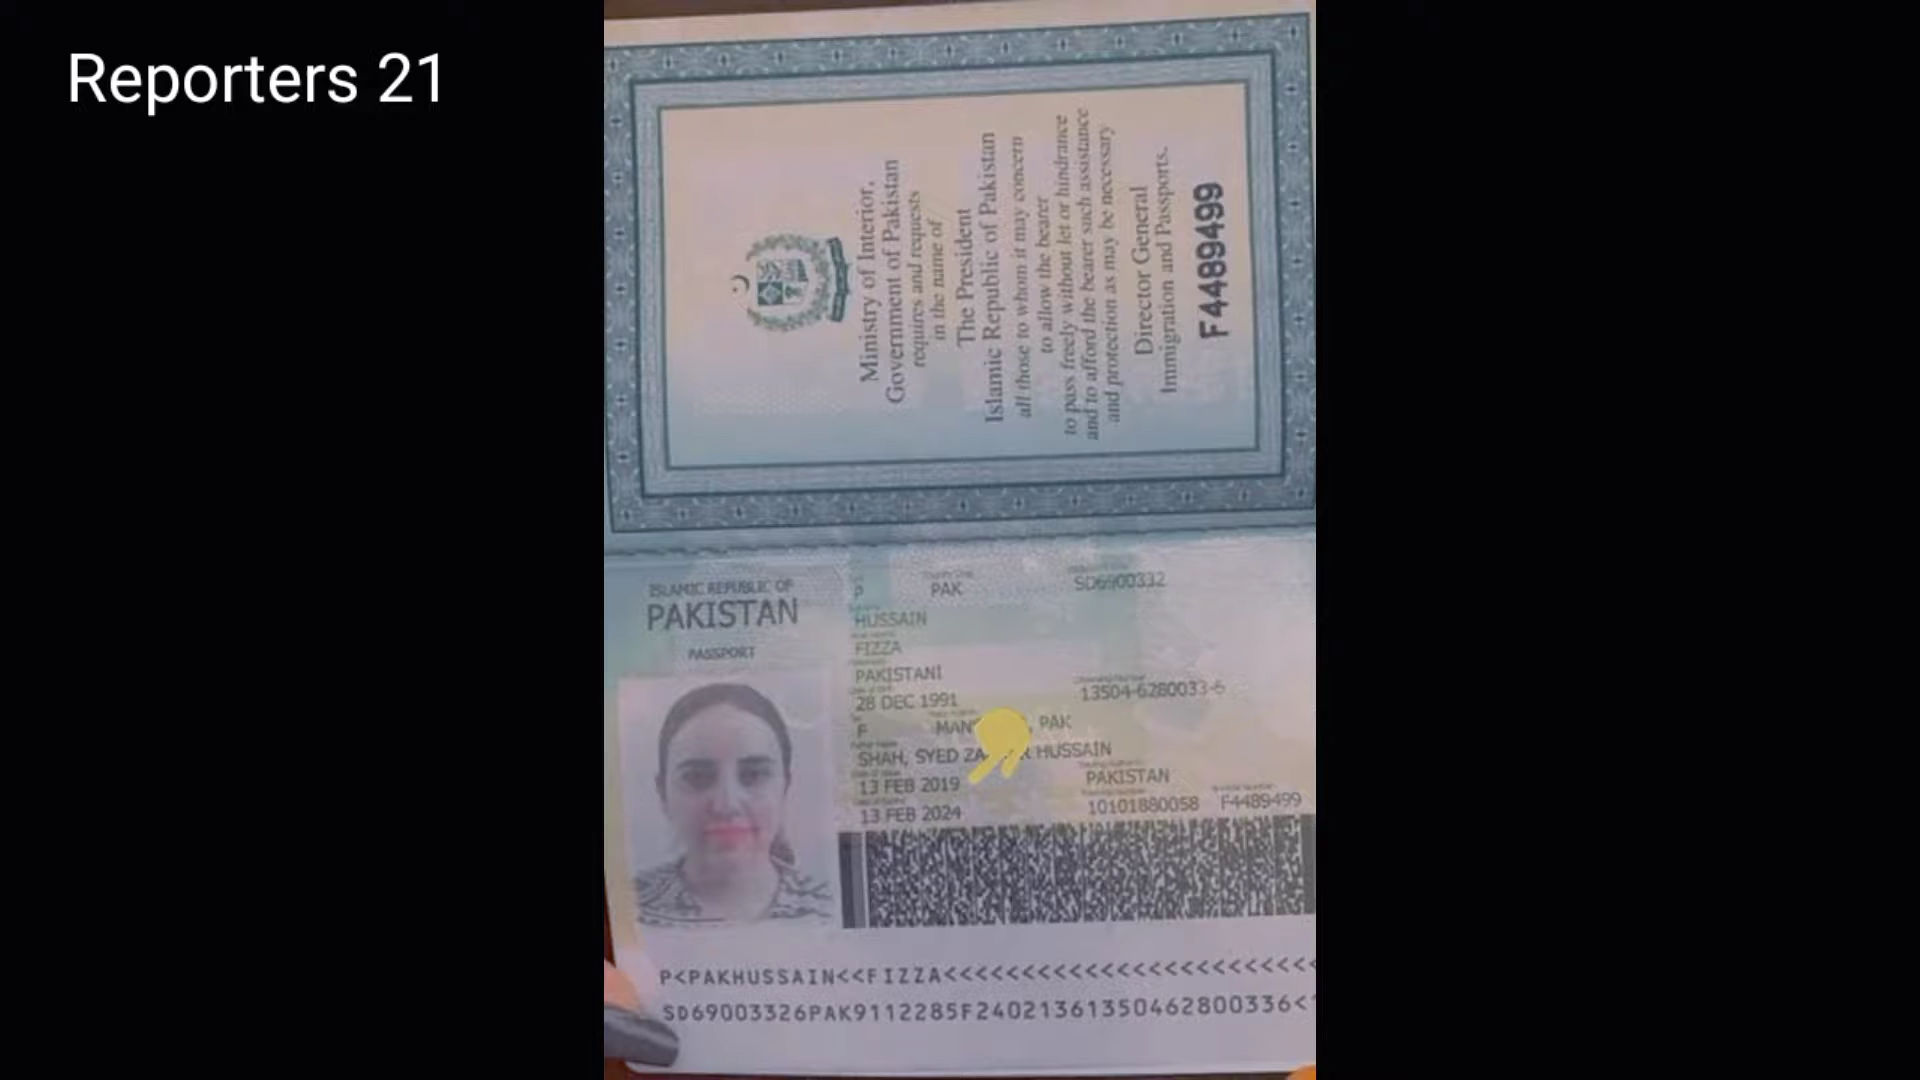 Reporters 21
Ministry of Interior,
Government of Pakistan
requires and requests
in the name of
The President
Islamic Republic of Pakistan
all those to whom it may concern
to allow the bearer
to pass freely without let or hindrance
and to afford the bearer such assistance
and protection as may be necessary
Director General
Immigration and Passports.
F4489499
ISLAMIC REPUBLIC OF
PAKISTAN
PASSPORT
P PAK SD6900332
HUSSAIN
FIZZA
PAKISTANI
28 DEC 1991 13504-6280033-6
F PAK
SHAH, SYED HUSSAIN
13 FEB 2019 PAKISTAN
13 FEB 2024 10101880058 F4489499
P<PAKHUSSAIN<<FIZZA<<<<<<<<<<<<<<<<<<<<<<<<<
SD69003326PAK9112285F24021361350462800336<